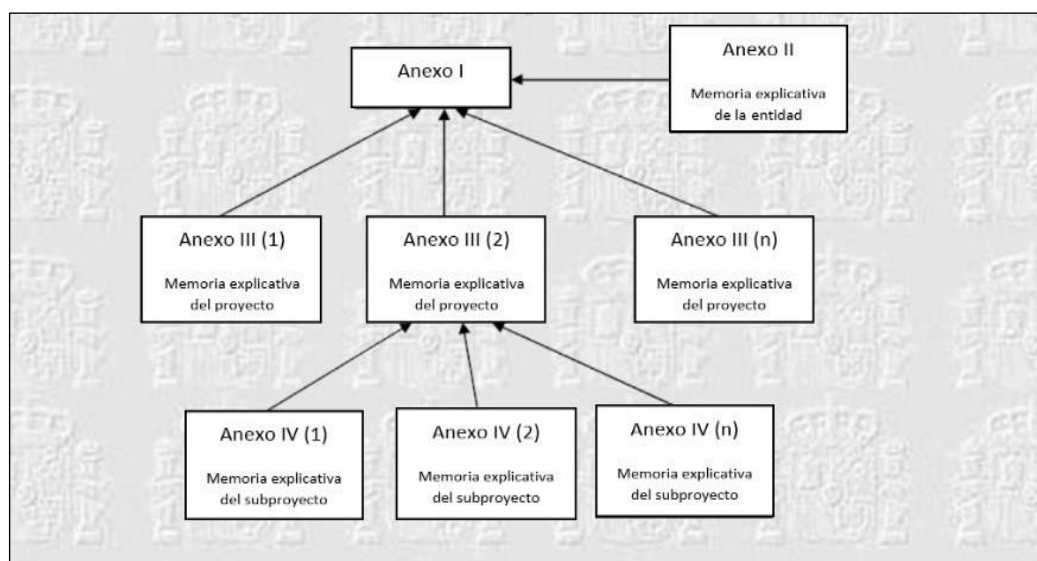 Anexo I
Anexo II
Memoria explicativa
de la entidad
Anexo III (1)
Memoria explicativa
del proyecto
Anexo III (2)
Memoria explicativa
del proyecto
Anexo III (n)
Memoria explicativa
del proyecto
Anexo IV (1)
Memoria explicativa
del subproyecto
Anexo IV (2)
Memoria explicativa
del subproyecto
Anexo IV (n)
Memoria explicativa
del subproyecto